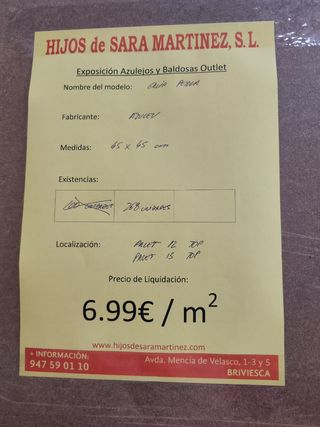 HIJOS de SARA MARTINEZ, S.L.
Exposición Azulejos y Baldosas Outlet
Nombre del modelo:
Fabricante:
Medidas: 45 x 45 cm
Existencias:
268 UNIDADES
Localización: PALET 12 TOP
PALET 13 TOP
Precio de Liquidación:
6.99€ / m²
www.hijosdesaramartinez.com
+ INFORMACIÓN: Avda. Mencía de Velasco, 1-3 y 5
947 59 01 10 BRIVIESCA